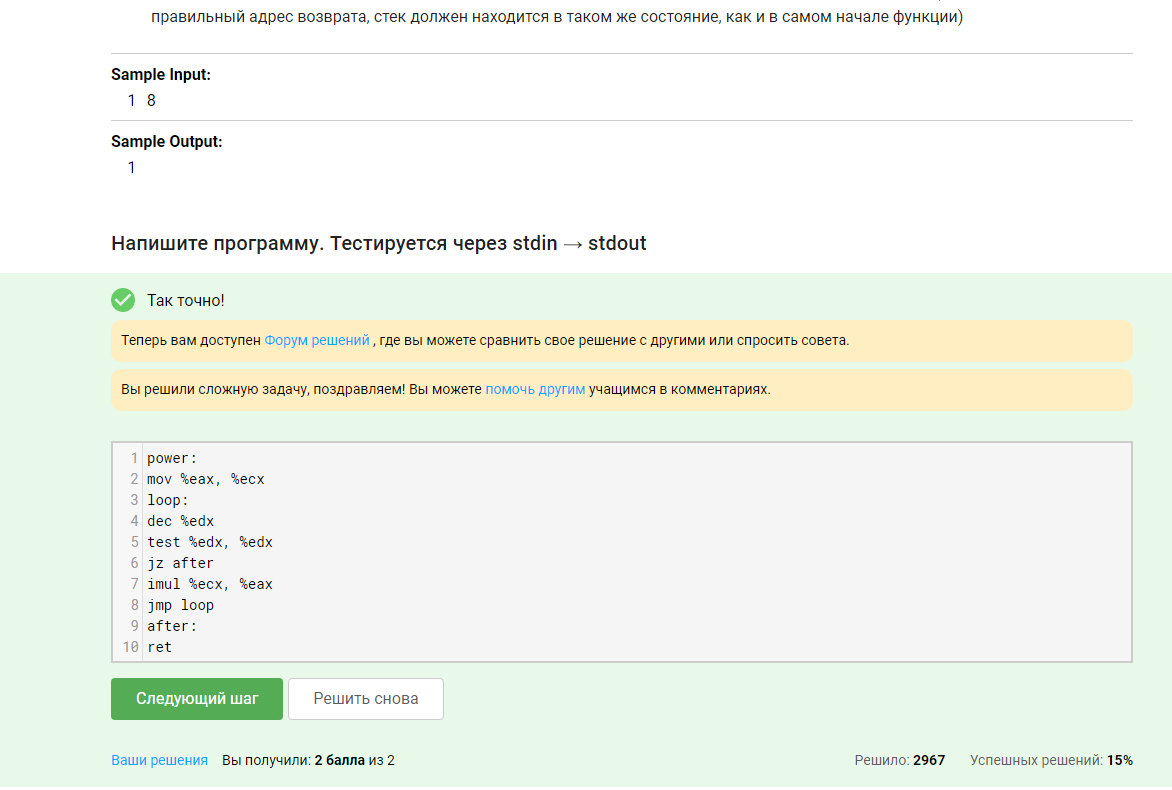 правильный адрес возврата, стек должен находится в таком же состояние, как и в самом начале функции)
Sample Input:
1 8
Sample Output:
1
Напишите программу. Тестируется через stdin → stdout
Так точно!
Теперь вам доступен Форум решений , где вы можете сравнить свое решение с другими или спросить совета.
Вы решили сложную задачу, поздравляем! Вы можете помочь другим учащимся в комментариях.
1 power:
2 mov %eax, %ecx
3 loop:
4 dec %edx
5 test %edx, %edx
6 jz after
7 imul %ecx, %eax
8 jmp loop
9 after:
10 ret
Следующий шаг Решить снова
Ваши решения Вы получили: 2 балла из 2 Решило: 2967 Успешных решений: 15%